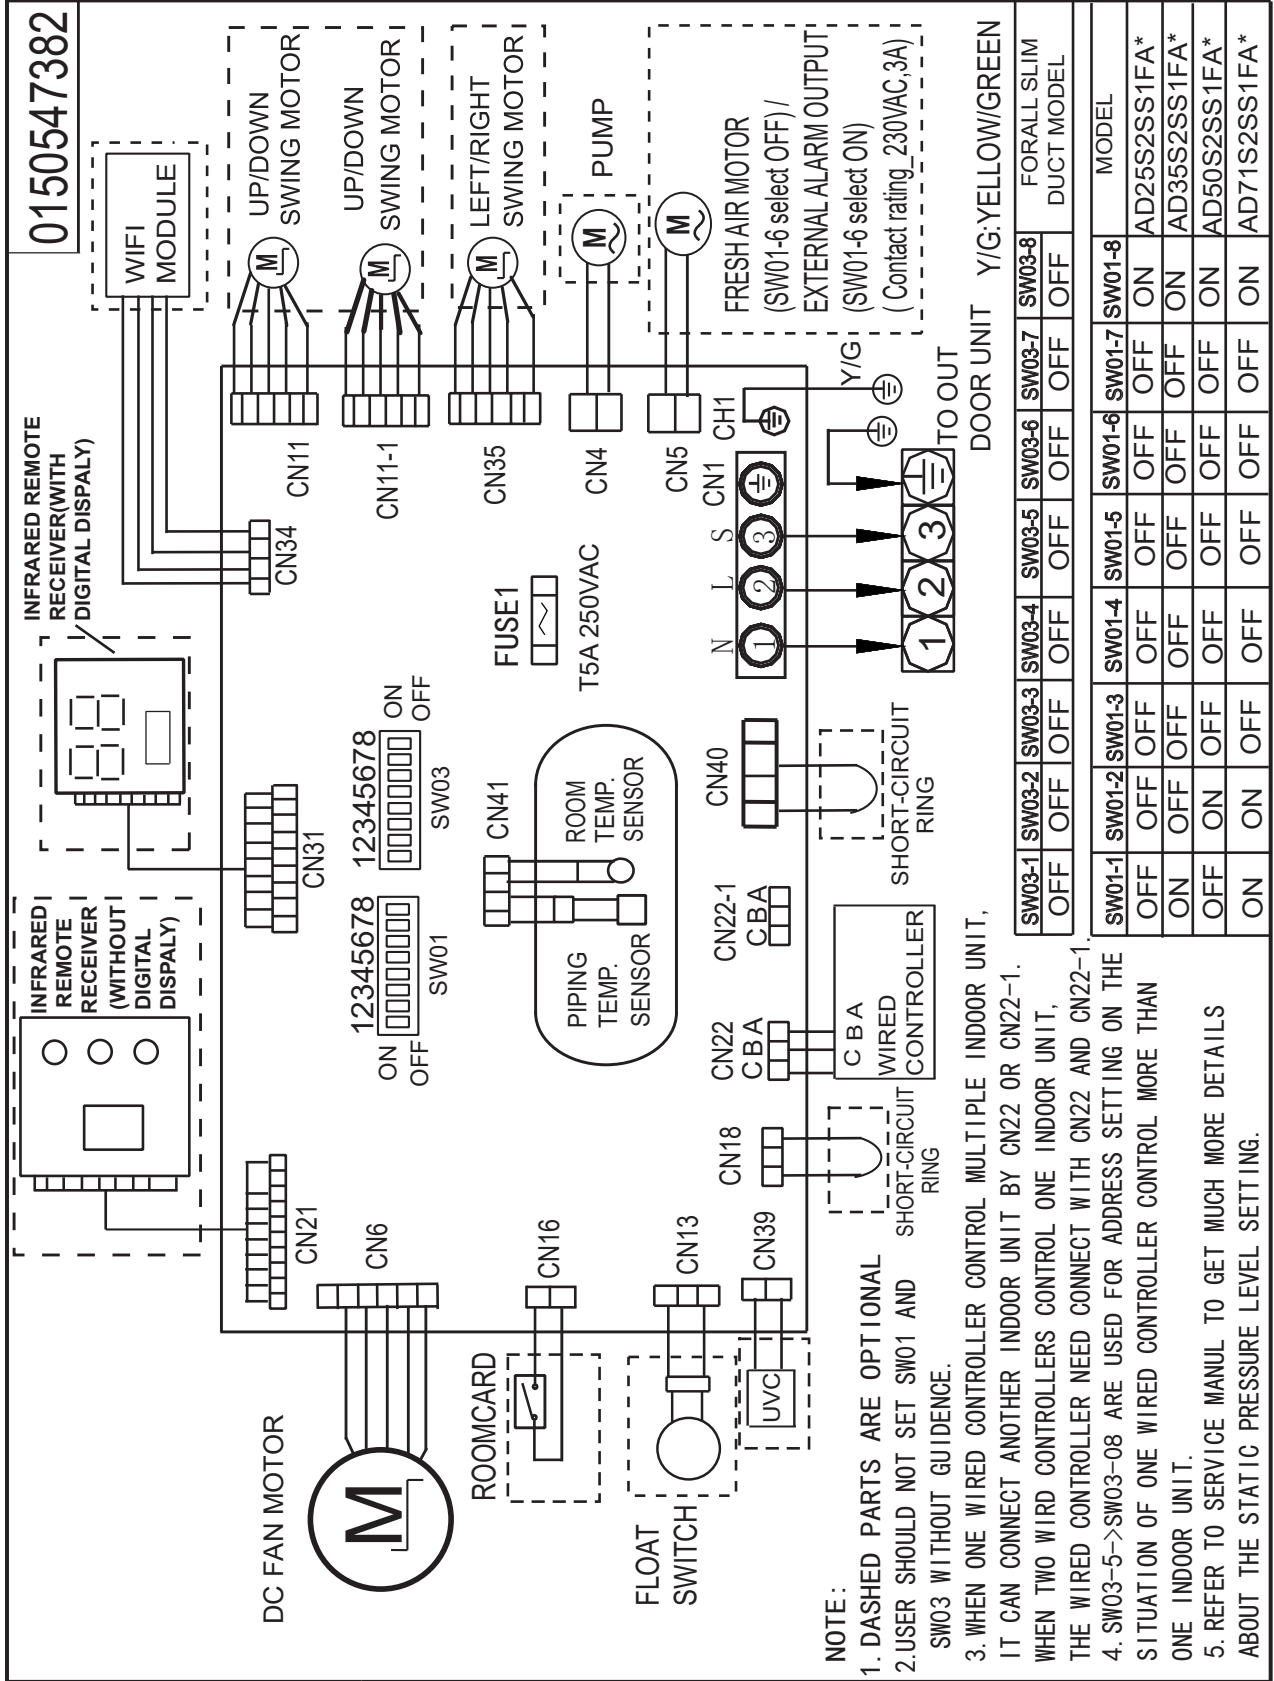 01505474382
WIFI
MODULE
UP/DOWN
SWING MOTOR
UP/DOWN
SWING MOTOR
LEFT/RIGHT
SWING MOTOR
PUMP
FRESH AIR MOTOR
(SW01-6 select OFF) /
EXTERNAL ALARM OUTPUT
(SW01-6 select ON)
( Contact rating_230VAC,3A)
M
M
M
M
M
INFRARED REMOTE
RECEIVER(WITH
DIGITAL DISPALY)
CN34
CN11
CN11-1
CN35
CN4
CN5
CH1
CN1
Y/G
Y/G:YELLOW/GREEN
TO OUT
DOOR UNIT
FUSE1
T5A 250VAC
N L S
1 2 3
1 2 3
INFRARED
REMOTE
RECEIVER
(WITHOUT
DIGITAL
DISPALY)
CN31
12345678
ON
OFF
SW01
12345678
ON
OFF
SW03
CN41
PIPING
TEMP.
SENSOR
ROOM
TEMP.
SENSOR
CN40
SHORT-CIRCUIT
RING
CN22-1
C B A
CN22
C B A
C B A
WIRED
CONTROLLER
CN18
SHORT-CIRCUIT
RING
CN21
CN6
CN16
CN13
CN39
DC FAN MOTOR
M
ROOMCARD
FLOAT
SWITCH
UVC
NOTE:
1. DASHED PARTS ARE OPTIONAL
2.USER SHOULD NOT SET SW01 AND
SW03 WITHOUT GUIDENCE.
3. WHEN ONE WIRED CONTROLLER CONTROL MULTIPLE INDOOR UNIT,
IT CAN CONNECT ANOTHER INDOOR UNIT BY CN22 OR CN22-1.
WHEN TWO WIRD CONTROLLERS CONTROL ONE INDOOR UNIT,
THE WIRED CONTROLLER NEED CONNECT WITH CN22 AND CN22-1.
4. SW03-5->SW03-08 ARE USED FOR ADDRESS SETTING ON THE
SITUATION OF ONE WIRED CONTROLLER CONTROL MORE THAN
ONE INDOOR UNIT.
5. REFER TO SERVICE MANUL TO GET MUCH MORE DETAILS
ABOUT THE STATIC PRESSURE LEVEL SETTING.
SW03-1 SW03-2 SW03-3 SW03-4 SW03-5 SW03-6 SW03-7 SW03-8 FORALL SLIM
OFF OFF OFF OFF OFF OFF OFF OFF DUCT MODEL
SW01-1 SW01-2 SW01-3 SW01-4 SW01-5 SW01-6 SW01-7 SW01-8 MODEL
OFF OFF OFF OFF OFF OFF OFF ON AD25S2SS1FA*
ON OFF OFF OFF OFF OFF OFF ON AD35S2SS1FA*
OFF ON OFF OFF OFF OFF OFF ON AD50S2SS1FA*
ON ON OFF OFF OFF OFF OFF ON AD71S2SS1FA*